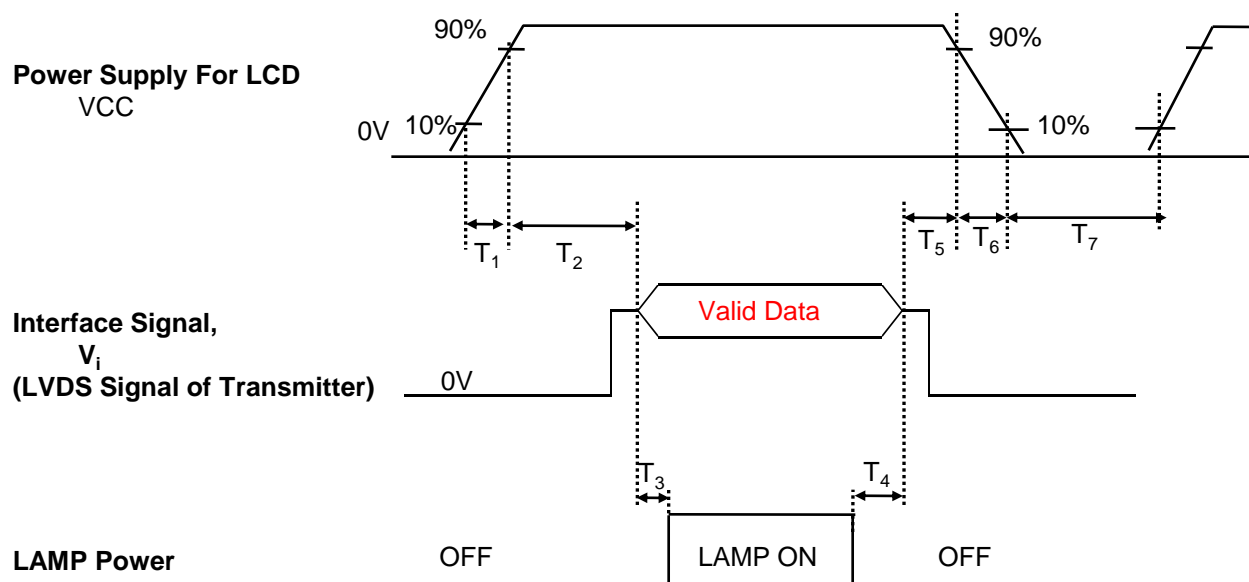 90%
90%
Power Supply For LCD
VCC
0V
10%
10%
T1
T2
T5
T6
T7
Interface Signal,
Vi
(LVDS Signal of Transmitter)
Valid Data
0V
T3
T4
LAMP Power
OFF
LAMP ON
OFF